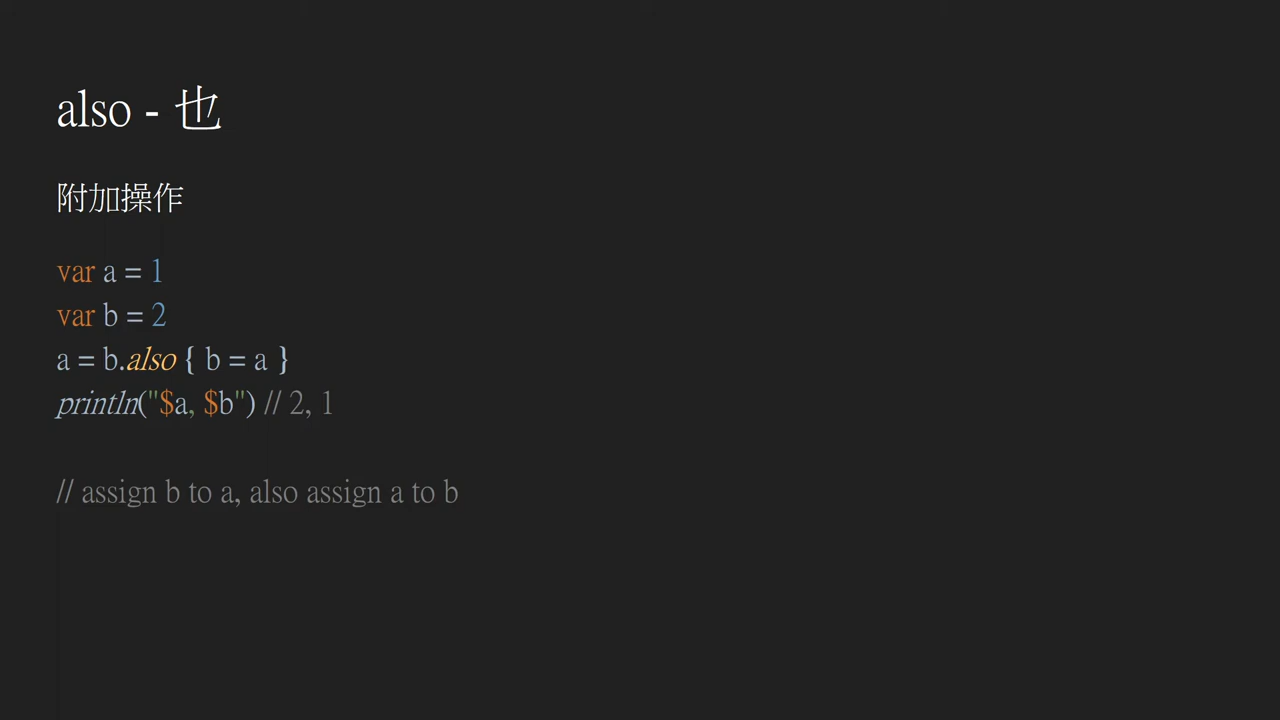 also - 也
附加操作
var a = 1
var b = 2
a = b.also { b = a }
println("$a, $b") // 2, 1
// assign b to a, also assign a to b